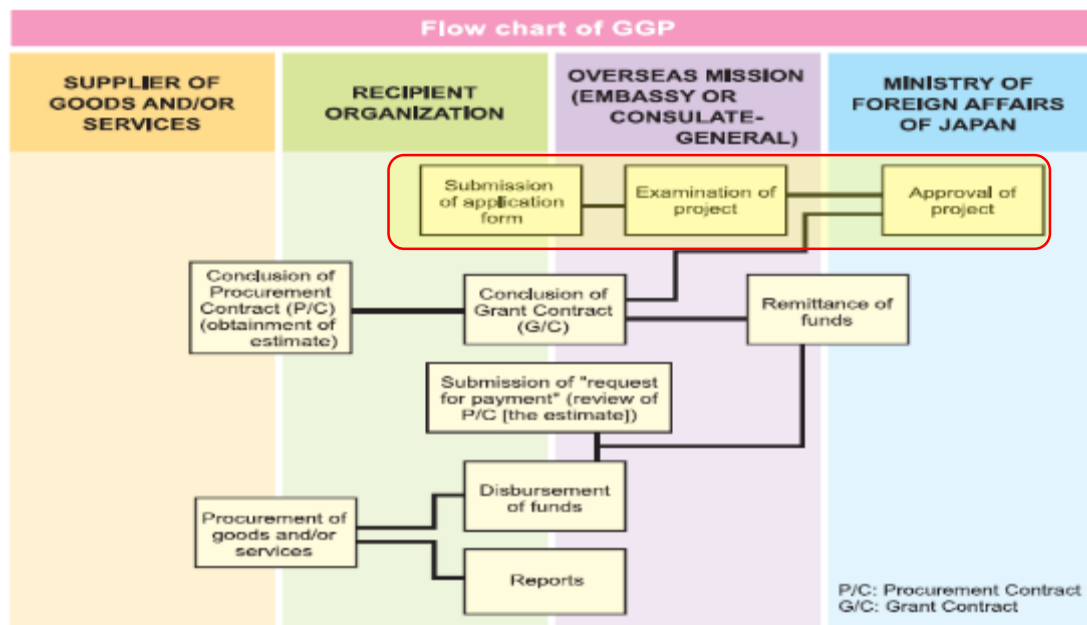 Flow chart of GGP
SUPPLIER OF
GOODS AND/OR
SERVICES
RECIPIENT
ORGANIZATION
OVERSEAS MISSION
(EMBASSY OR
CONSULATE-
GENERAL)
MINISTRY OF
FOREIGN AFFAIRS
OF JAPAN
Submission
of application
form
Examination of
project
Approval of
project
Conclusion of
Procurement
Contract (P/C)
(obtainment of
estimate)
Conclusion of
Grant Contract
(G/C)
Remittance of
funds
Submission of "request
for payment" (review of
P/C [the estimate])
Disbursement
of funds
Procurement of
goods and/or
services
Reports
P/C: Procurement Contract
G/C: Grant Contract